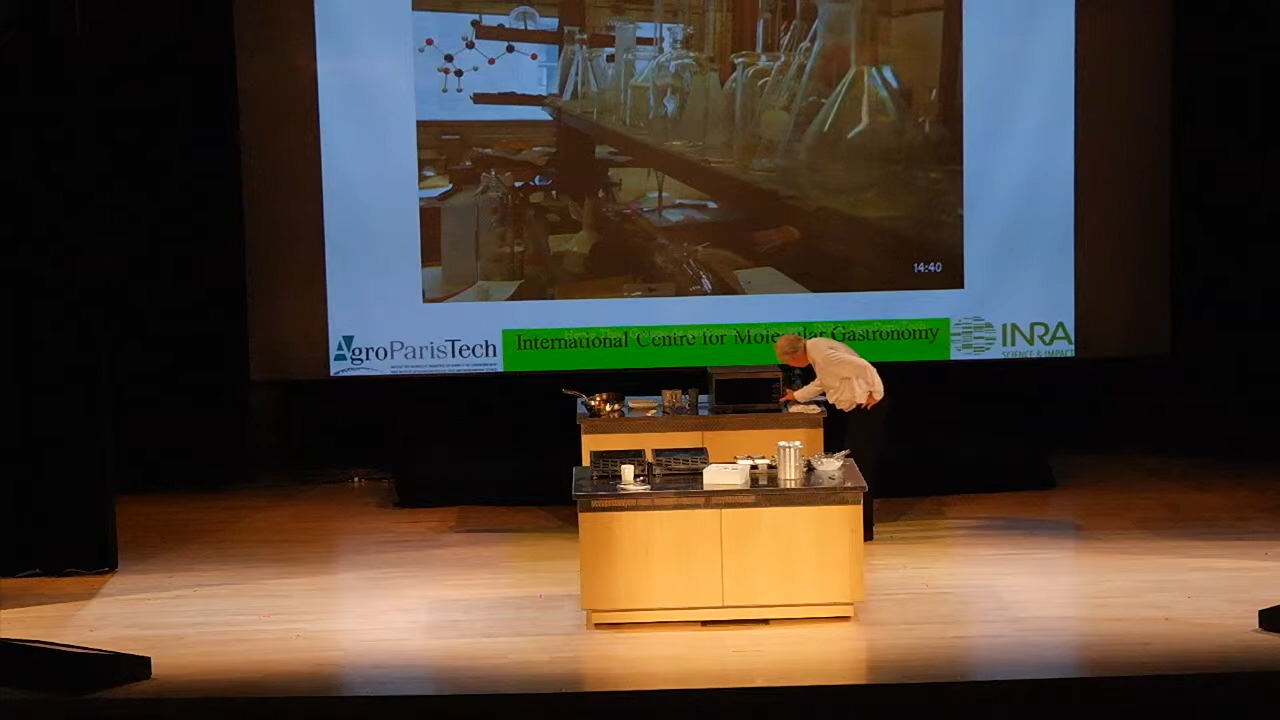 14:40
AgroParisTech
International Centre for Molecular Gastronomy
INRA
SCIENCE & IMPACT